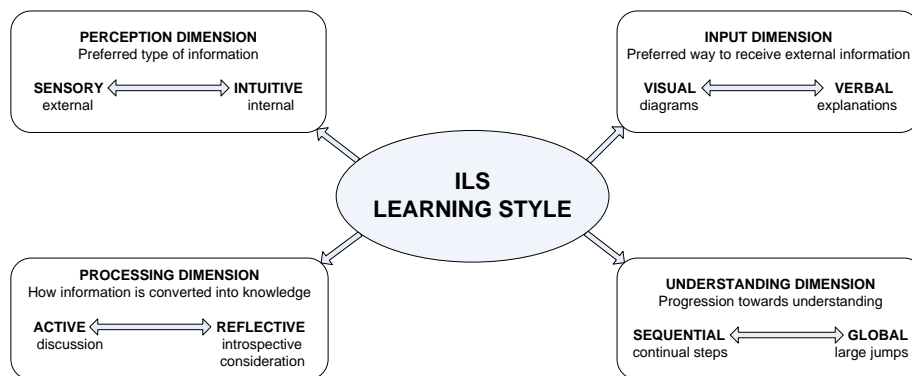 PERCEPTION DIMENSION
Preferred type of information
SENSORY INTUITIVE
external internal
INPUT DIMENSION
Preferred way to receive external information
VISUAL VERBAL
diagrams explanations
ILS
LEARNING STYLE
PROCESSING DIMENSION
How information is converted into knowledge
ACTIVE REFLECTIVE
discussion introspective
consideration
UNDERSTANDING DIMENSION
Progression towards understanding
SEQUENTIAL GLOBAL
continual steps large jumps